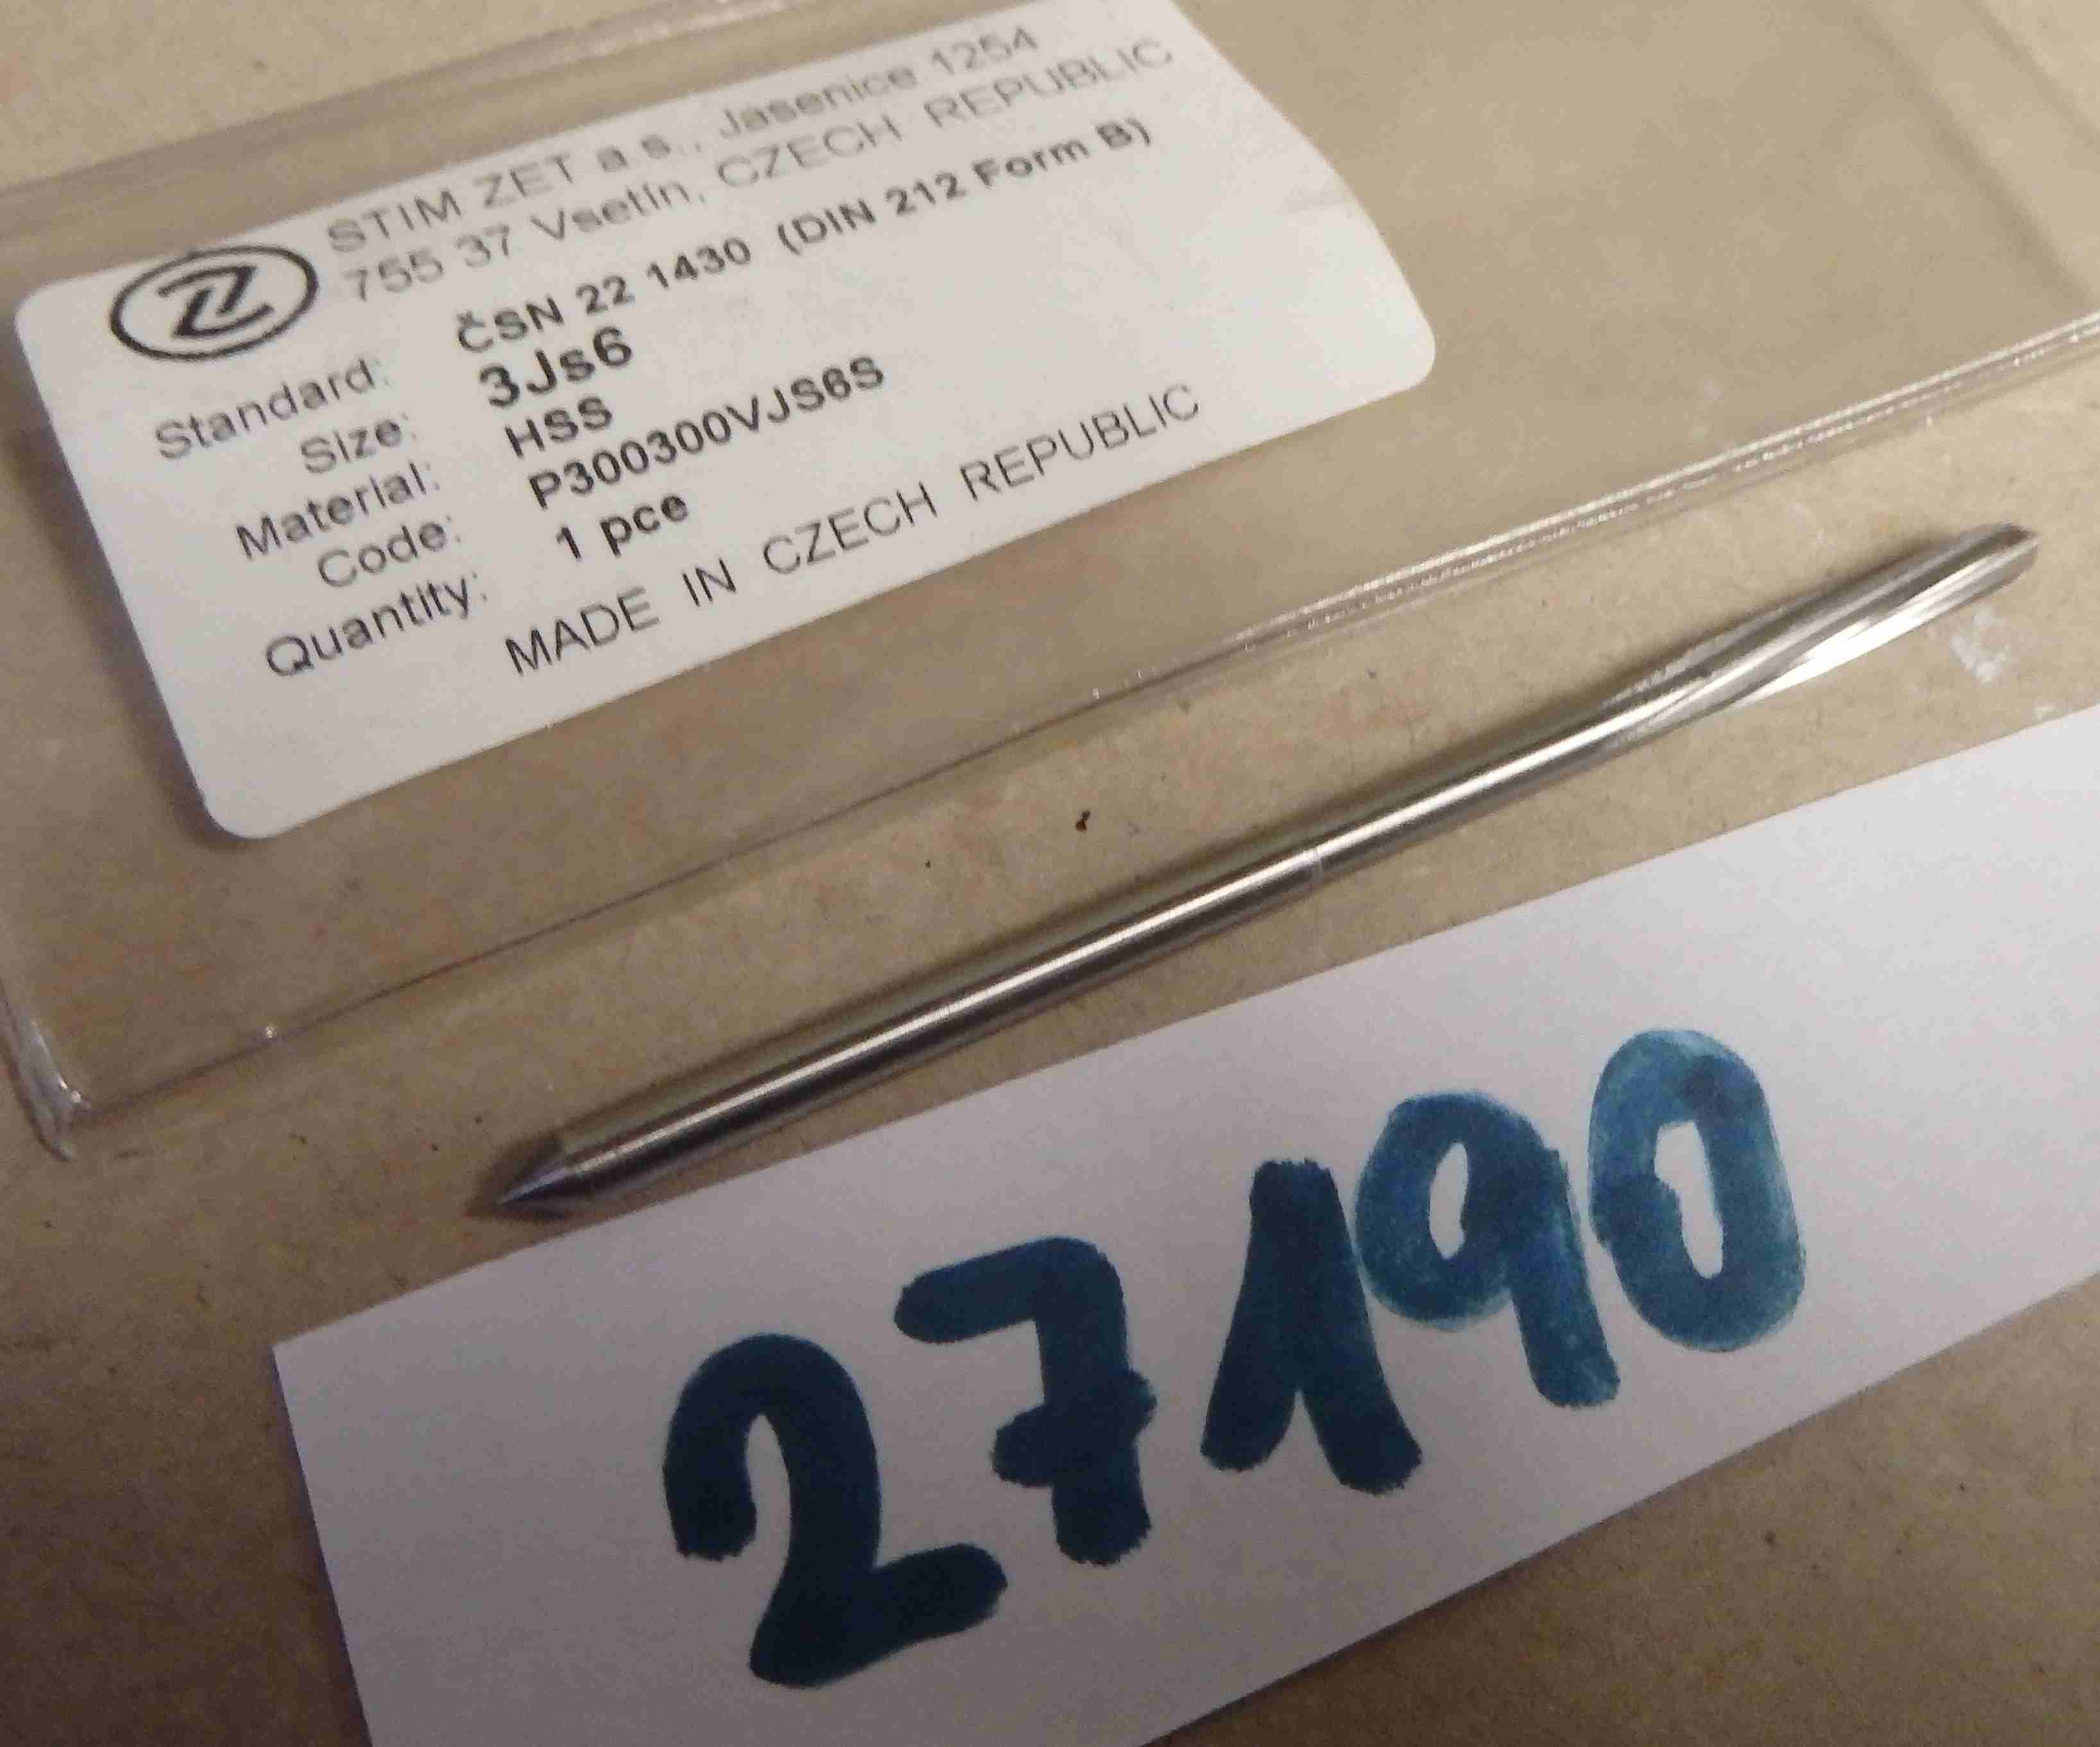 STIM ZET a.s., Jasenice 1254
755 37 Vsetín, CZECH REPUBLIC
Standard: ČSN 22 1430 (DIN 212 Form B)
Size: 3Js6
Material: HSS
Code: P300300VJS6S
Quantity: 1 pce
MADE IN CZECH REPUBLIC
27190